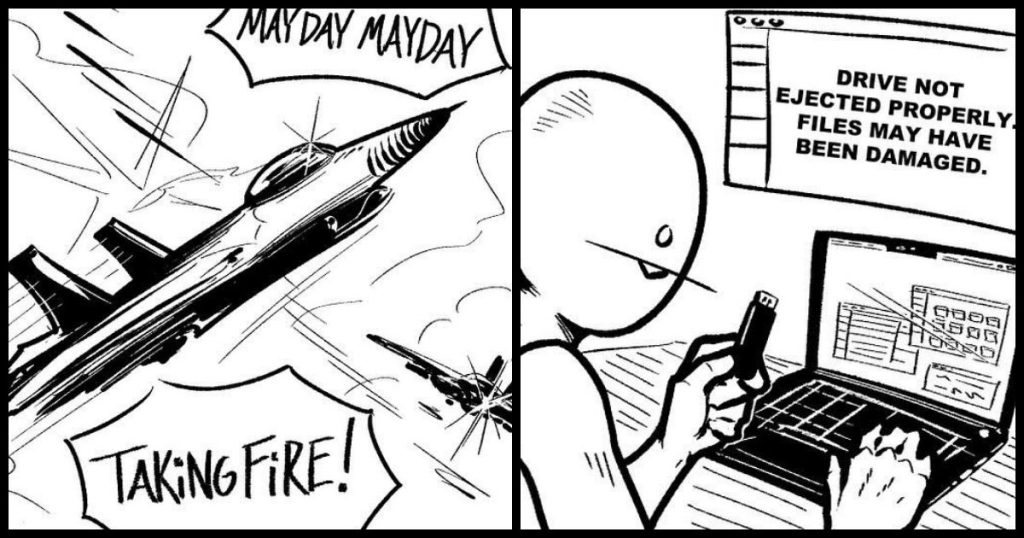 MAYDAY MAYDAY
TAKING FIRE!
DRIVE NOT
EJECTED PROPERLY.
FILES MAY HAVE
BEEN DAMAGED.